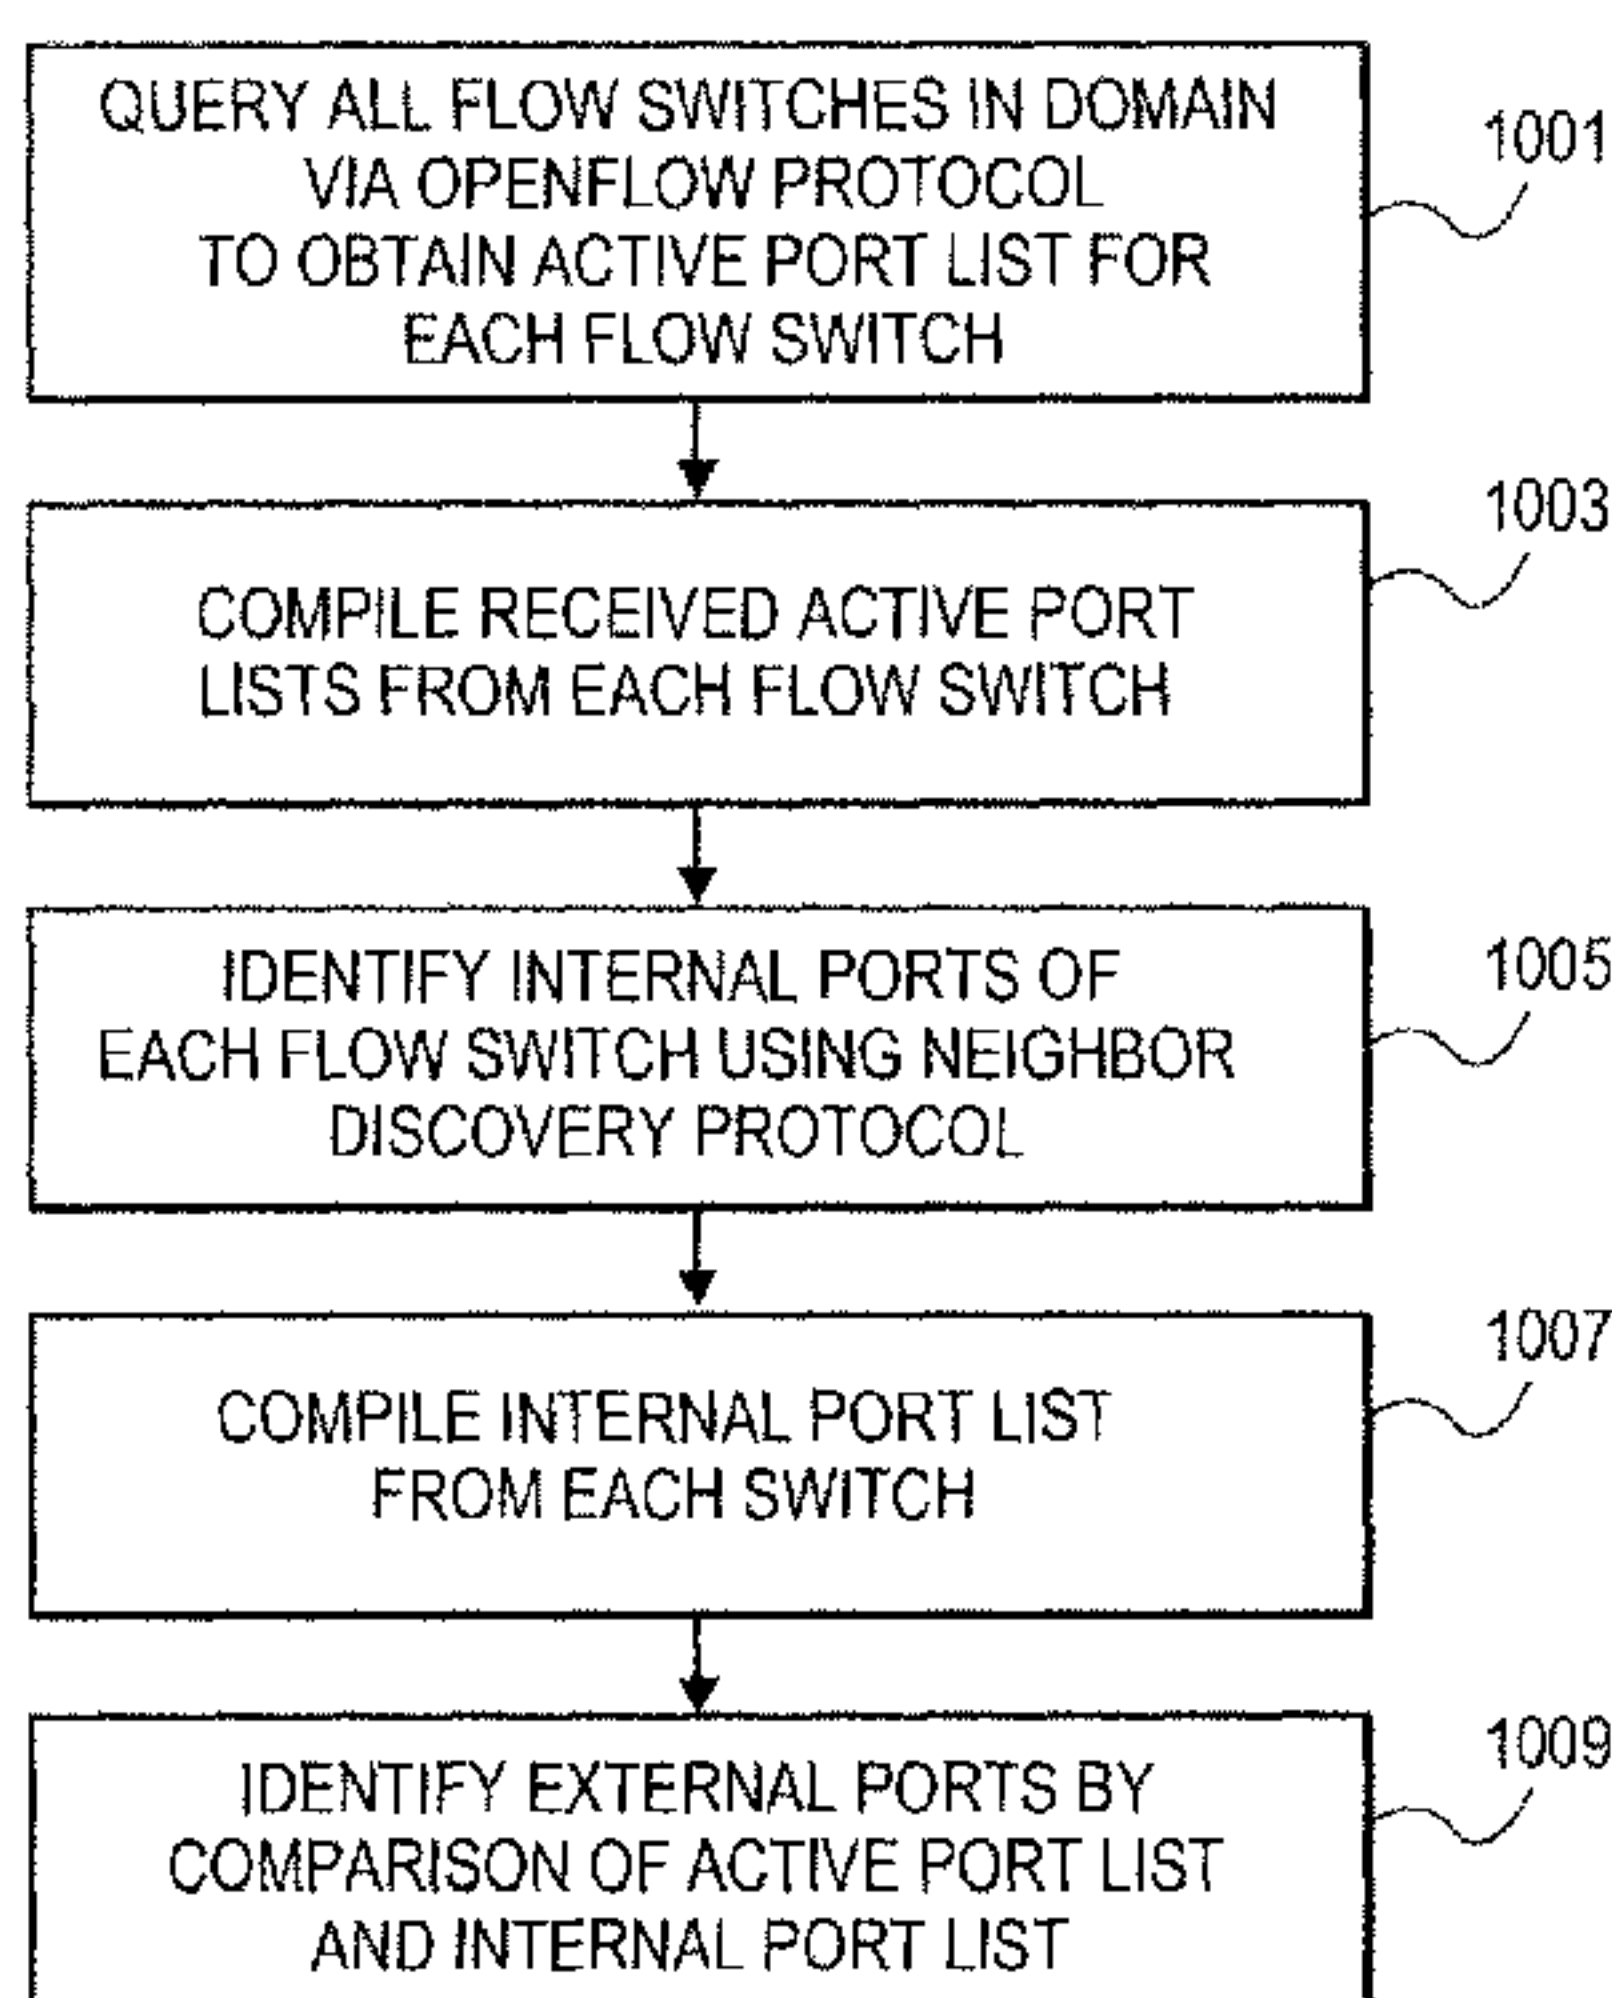 QUERY ALL FLOW SWITCHES IN DOMAIN
VIA OPENFLOW PROTOCOL
TO OBTAIN ACTIVE PORT LIST FOR
EACH FLOW SWITCH
1001
COMPILE RECEIVED ACTIVE PORT
LISTS FROM EACH FLOW SWITCH
1003
IDENTIFY INTERNAL PORTS OF
EACH FLOW SWITCH USING NEIGHBOR
DISCOVERY PROTOCOL
1005
COMPILE INTERNAL PORT LIST
FROM EACH SWITCH
1007
IDENTIFY EXTERNAL PORTS BY
COMPARISON OF ACTIVE PORT LIST
AND INTERNAL PORT LIST
1009